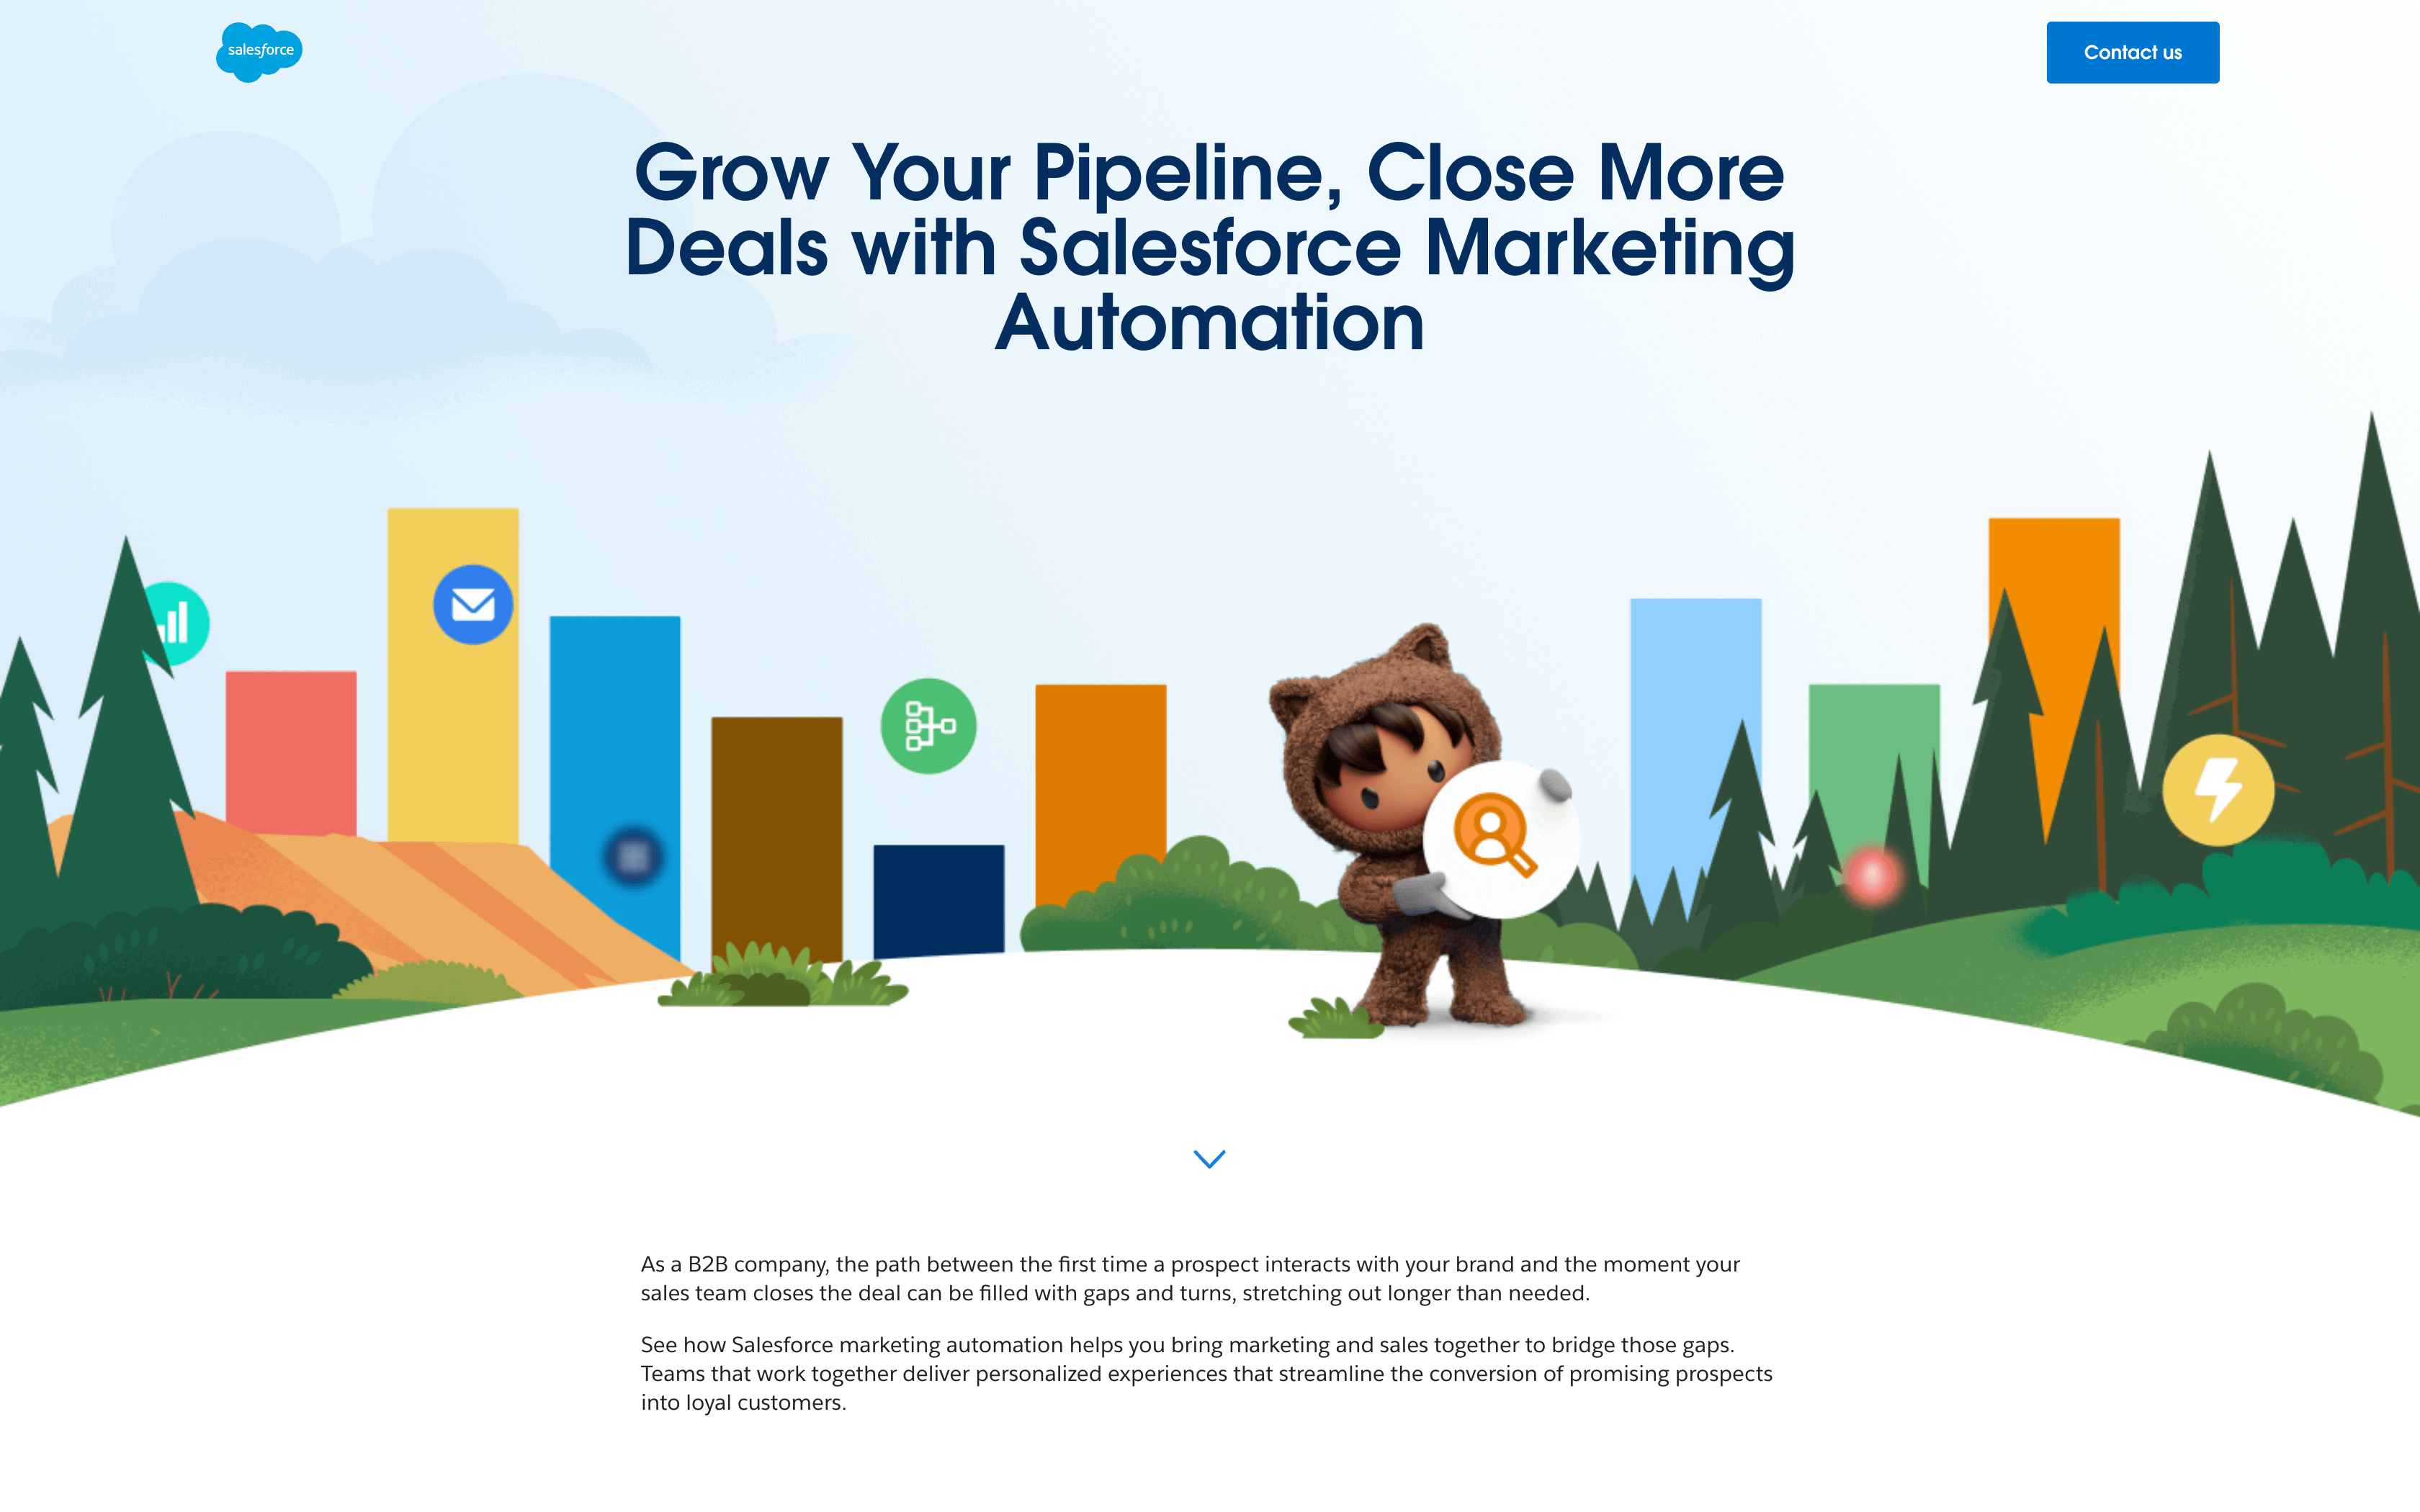 salesforce
Contact us
Grow Your Pipeline, Close More
Deals with Salesforce Marketing
Automation
As a B2B company, the path between the first time a prospect interacts with your brand and the moment your
sales team closes the deal can be filled with gaps and turns, stretching out longer than needed.
See how Salesforce marketing automation helps you bring marketing and sales together to bridge those gaps.
Teams that work together deliver personalized experiences that streamline the conversion of promising prospects
into loyal customers.